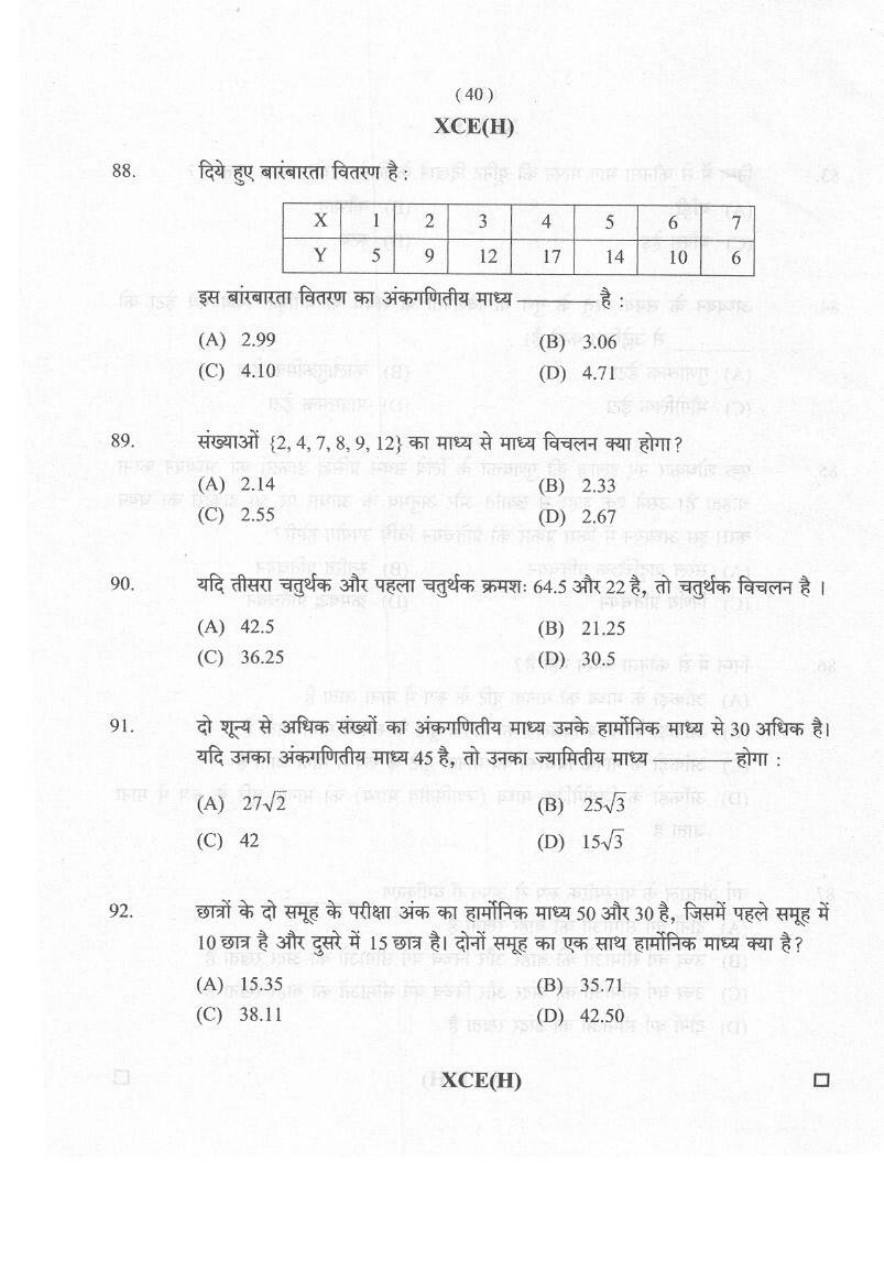 ( 40 )
XCE(H)
88. दिये हुए बारंबारता वितरण है :
X 1 2 3 4 5 6 7
Y 5 9 12 17 14 10 6
इस बांरबारता वितरण का अंकगणितीय माध्य ——— है :
(A) 2.99 (B) 3.06
(C) 4.10 (D) 4.71
89. संख्याओं {2, 4, 7, 8, 9, 12} का माध्य से माध्य विचलन क्या होगा ?
(A) 2.14 (B) 2.33
(C) 2.55 (D) 2.67
90. यदि तीसरा चतुर्थक और पहला चतुर्थक क्रमशः 64.5 और 22 है, तो चतुर्थक विचलन है ।
(A) 42.5 (B) 21.25
(C) 36.25 (D) 30.5
91. दो शून्य से अधिक संख्यों का अंकगणितीय माध्य उनके हार्मोनिक माध्य से 30 अधिक है।
यदि उनका अंकगणितीय माध्य 45 है, तो उनका ज्यामितीय माध्य ——— होगा :
(A) 27√2 (B) 25√3
(C) 42 (D) 15√3
92. छात्रों के दो समूह के परीक्षा अंक का हार्मोनिक माध्य 50 और 30 है, जिसमें पहले समूह में
10 छात्र है और दुसरे में 15 छात्र है। दोनों समूह का एक साथ हार्मोनिक माध्य क्या है ?
(A) 15.35 (B) 35.71
(C) 38.11 (D) 42.50
XCE(H)